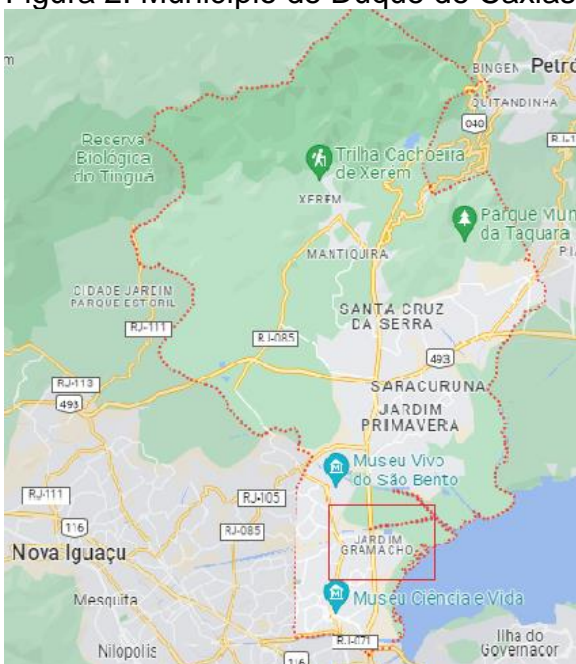 Figura 2. Município de Duque de Caxias
BINGEN
Petró
QUITANDINHA
040
RJ-1
Reserva
Biológica
do Tinguá
Trilha Cachoeira
de Xerém
XERÉM
Parque Mun
da Taquara
MANTIQUIRA
PI
CIDADE JARDIM
PARQUE ESTORIL
SANTA CRUZ
DA SERRA
RJ-111
RJ-085
493
RJ-113
493
SARACURUNA
JARDIM
PRIMAVERA
Museu Vivo
do São Bento
RJ-111
RJ-105
116
RJ-085
JARDIM
GRAMACHO
Nova Iguaçu
Mesquita
Museu Ciência e Vida
Nilópolis
RJ-071
116
Ilha do
Governador